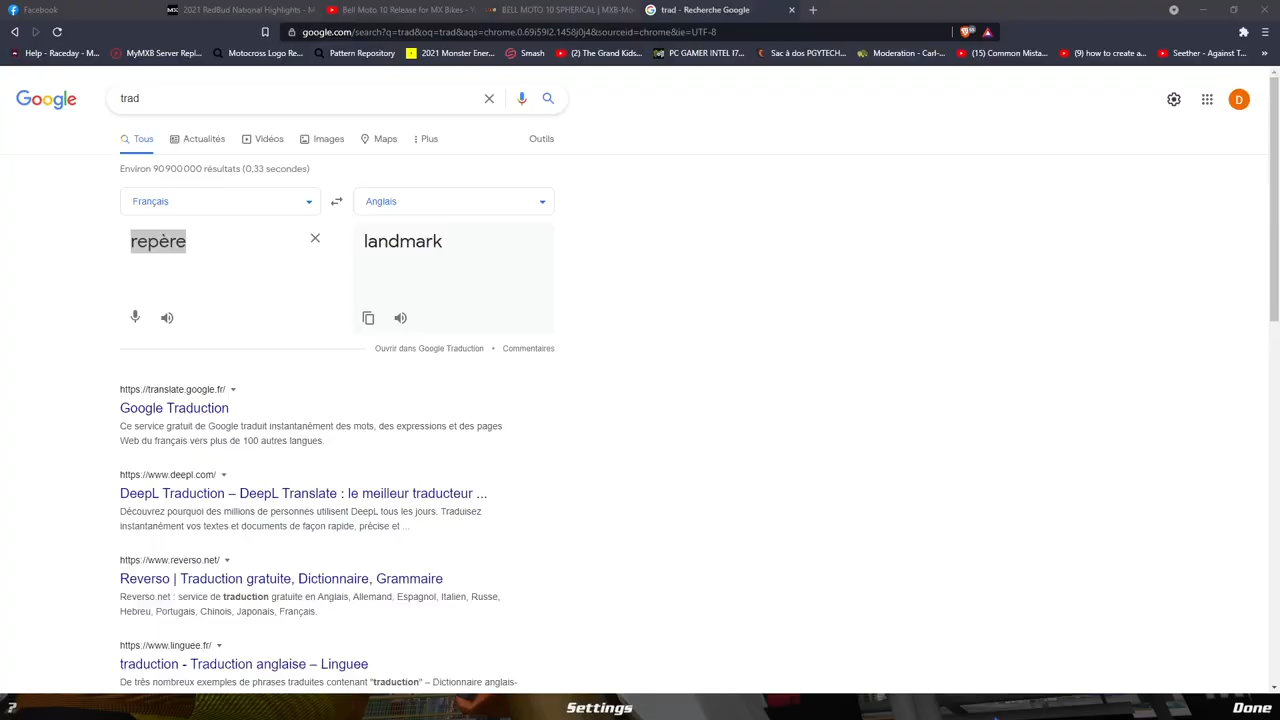 Facebook
2021 RedBud National Highlights - M
Bell Moto 10 Release for MX Bikes - Y
BELL MOTO 10 SPHERICAL | MXB-Mo
trad - Recherche Google
google.com/search?q=trad&oq=trad&aqs=chrome.0.69i59l2.1458j0j4&sourceid=chrome&ie=UTF-8
Help - Raceday - M...
MyMXB Server Repl...
Motocross Logo Re...
Pattern Repository
2021 Monster Ener...
Smash
(2) The Grand Kids...
PC GAMER INTEL I7...
Sac à dos PGYTECH...
Moderation - Carl-...
(15) Common Mista...
(9) how to create a...
Seether - Against T...
Google
trad
D
Tous
Actualités
Vidéos
Images
Maps
Plus
Outils
Environ 90 900 000 résultats (0,33 secondes)
Français
Anglais
repère
landmark
Ouvrir dans Google Traduction • Commentaires
https://translate.google.fr/
Google Traduction
Ce service gratuit de Google traduit instantanément des mots, des expressions et des pages
Web du français vers plus de 100 autres langues.
https://www.deepl.com/
DeepL Traduction – DeepL Translate : le meilleur traducteur ...
Découvrez pourquoi des millions de personnes utilisent DeepL tous les jours. Traduisez
instantanément vos textes et documents de façon rapide, précise et ...
https://www.reverso.net/
Reverso | Traduction gratuite, Dictionnaire, Grammaire
Reverso.net : service de traduction gratuite en Anglais, Allemand, Espagnol, Italien, Russe,
Hebreu, Portugais, Chinois, Japonais, Français.
https://www.linguee.fr/
traduction - Traduction anglaise – Linguee
De très nombreux exemples de phrases traduites contenant "traduction" – Dictionnaire anglais-
?
Settings
Done